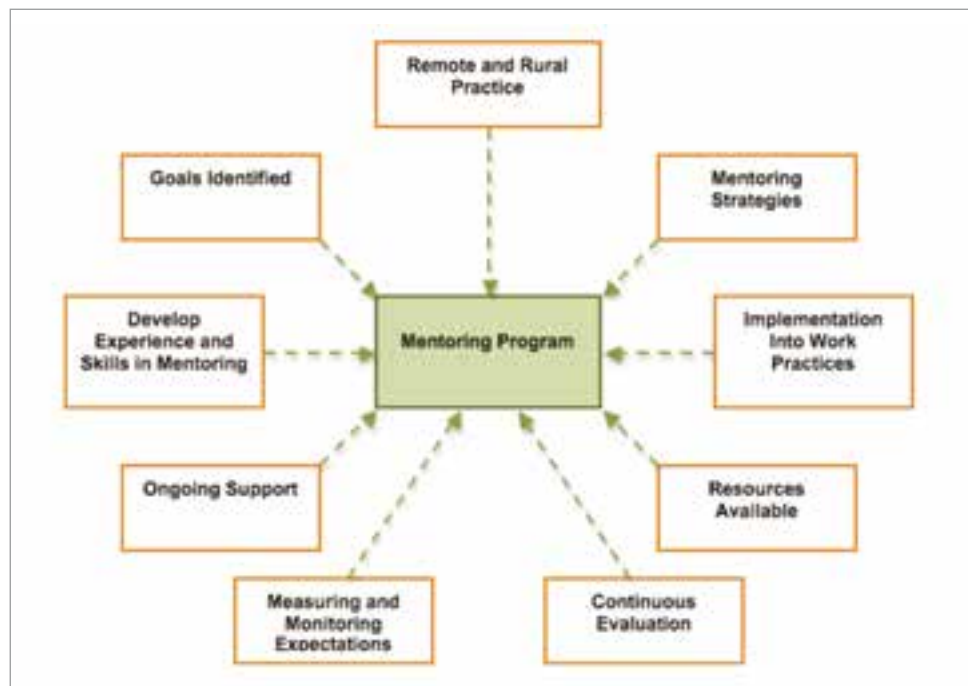 Remote and Rural
Practice
Goals Identified
Mentoring
Strategies
Develop
Experience and
Skills in Mentoring
Mentoring Program
Implementation
Into Work
Practices
Ongoing Support
Resources
Available
Measuring and
Monitoring
Expectations
Continuous
Evaluation